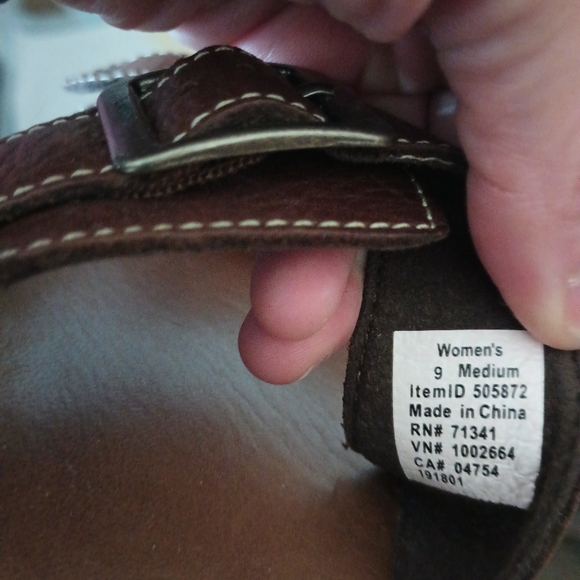 Women's
9 Medium
ItemID 505872
Made in China
RN# 71341
VN# 1002664
CA# 04754
191801